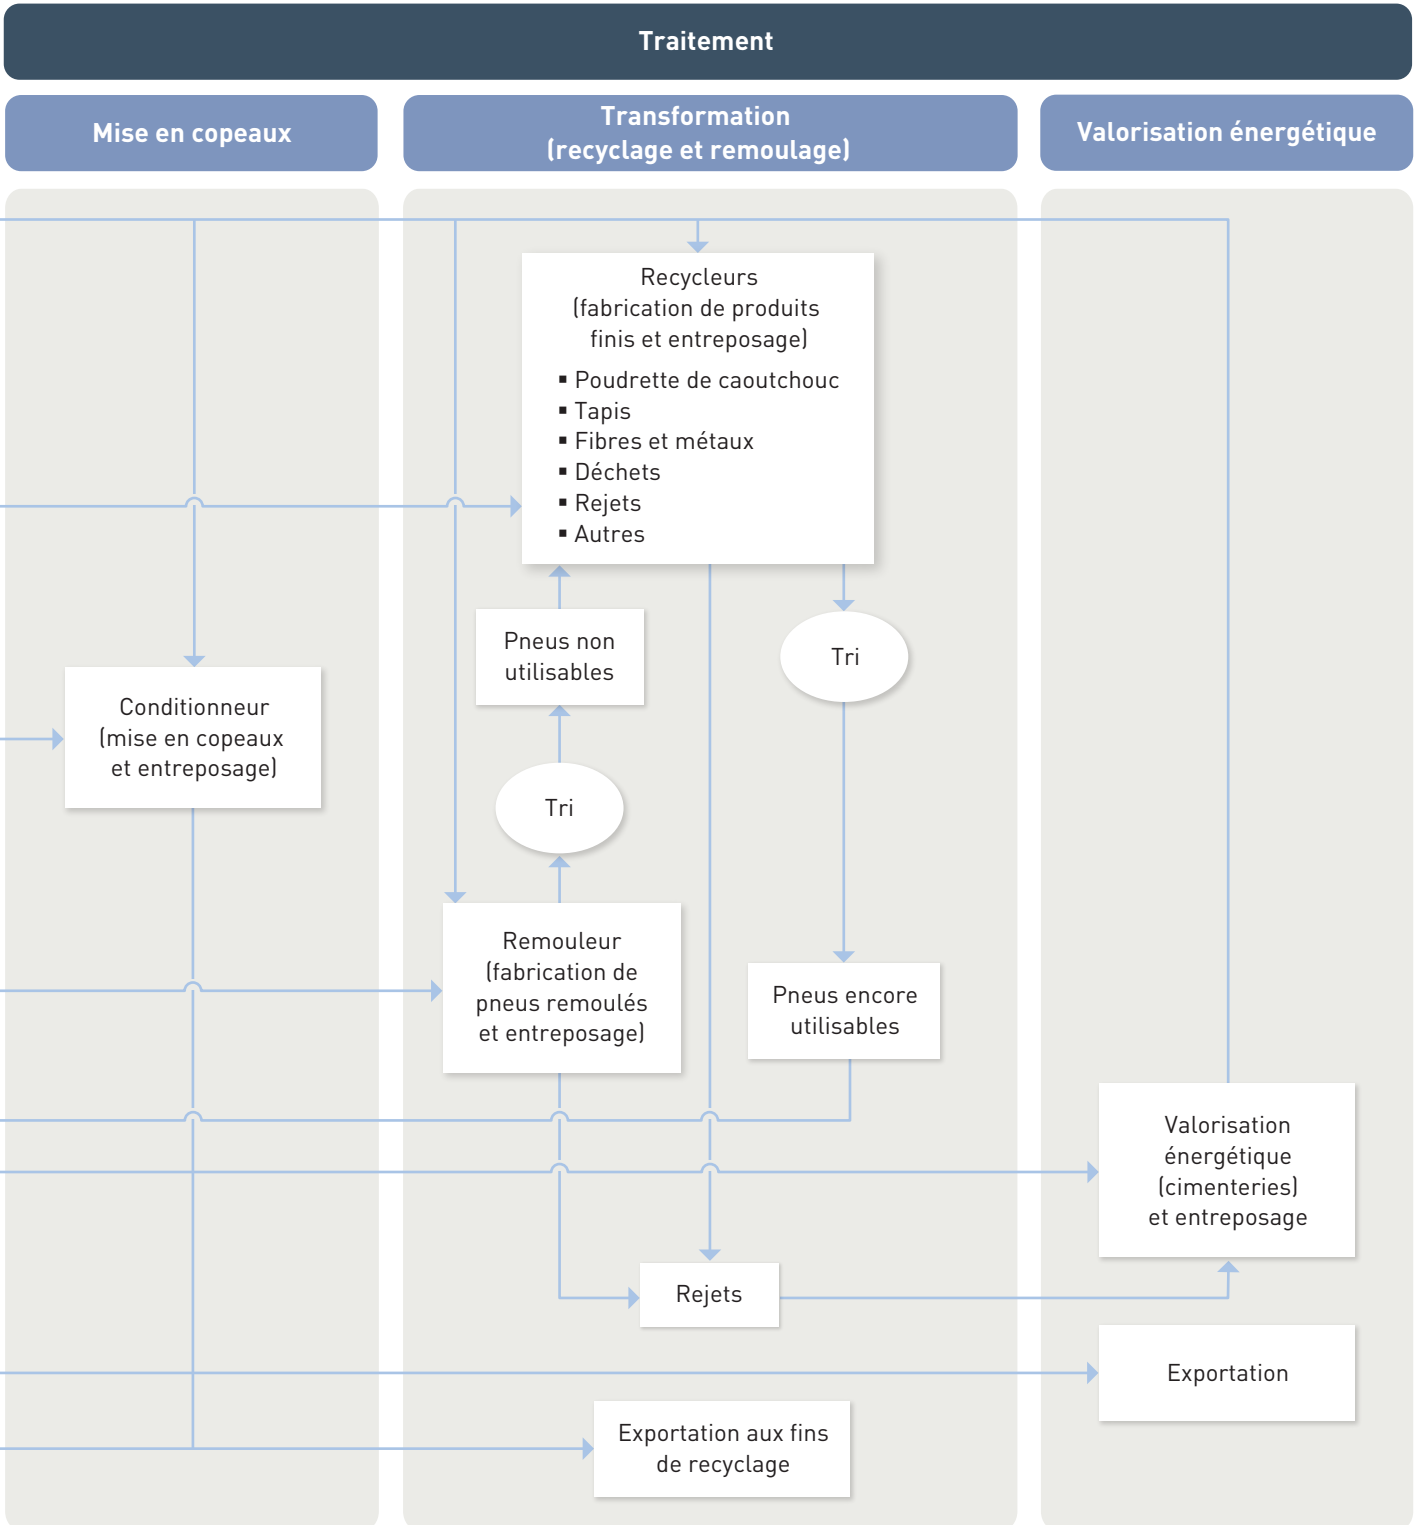 Traitement
Mise en copeaux
Transformation
(recyclage et remoulage)
Valorisation énergétique
Recycleurs
(fabrication de produits
finis et entreposage)
▪ Poudrette de caoutchouc
▪ Tapis
▪ Fibres et métaux
▪ Déchets
▪ Rejets
▪ Autres
Pneus non
utilisables
Tri
Conditionneur
(mise en copeaux
et entreposage)
Tri
Remouleur
(fabrication de
pneus remoulés
et entreposage)
Pneus encore
utilisables
Valorisation
énergétique
(cimenteries)
et entreposage
Rejets
Exportation
Exportation aux fins
de recyclage